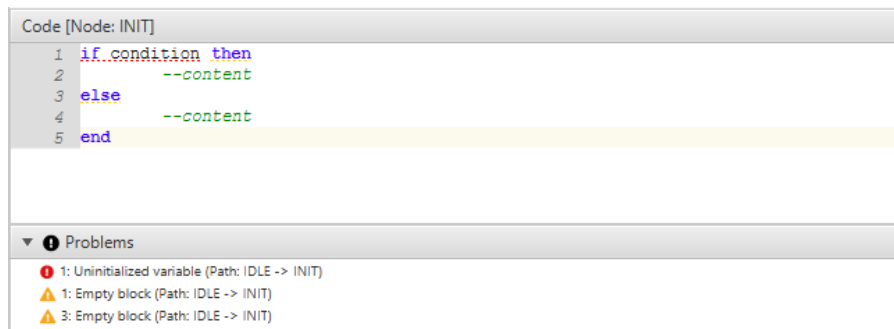 Code [Node: INIT]
1 if condition then
2 --content
3 else
4 --content
5 end
Problems
1: Uninitialized variable (Path: IDLE -> INIT)
1: Empty block (Path: IDLE -> INIT)
3: Empty block (Path: IDLE -> INIT)